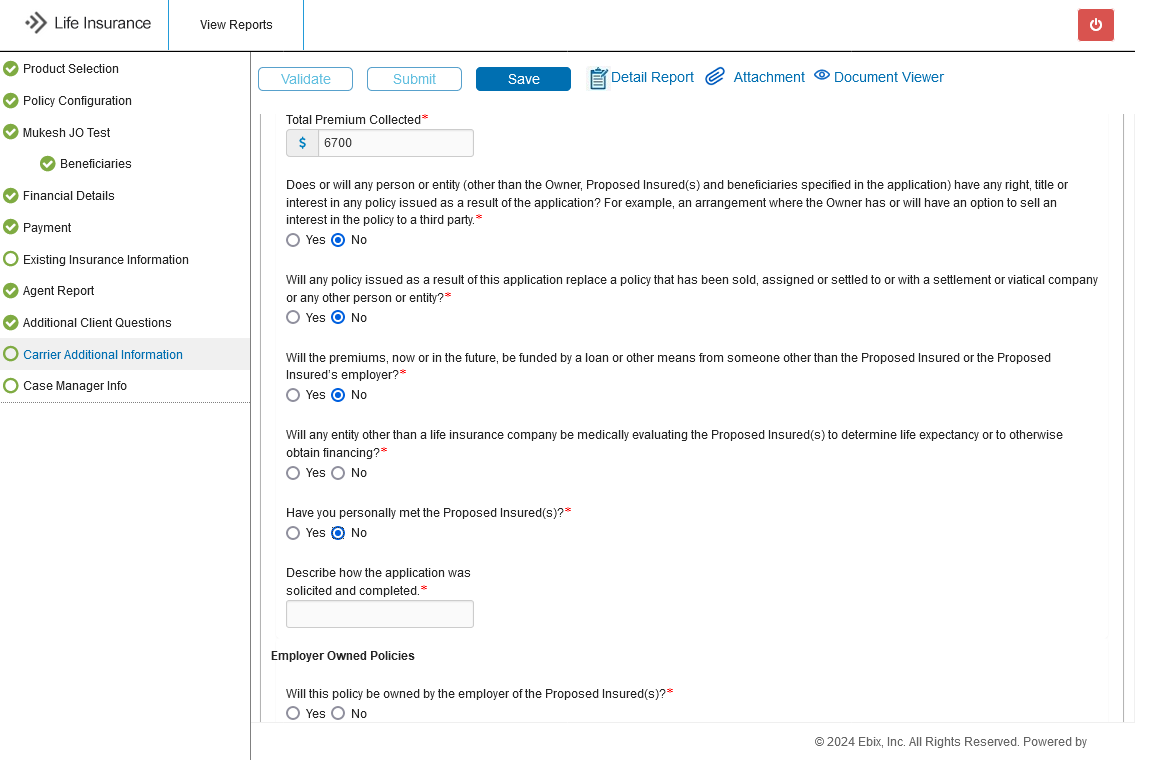 Life Insurance
View Reports
Product Selection
Policy Configuration
Mukesh JO Test
Beneficiaries
Financial Details
Payment
Existing Insurance Information
Agent Report
Additional Client Questions
Carrier Additional Information
Case Manager Info
Validate
Submit
Save
Detail Report
Attachment
Document Viewer
Total Premium Collected*
$ 6700
Does or will any person or entity (other than the Owner, Proposed Insured(s) and beneficiaries specified in the application) have any right, title or
interest in any policy issued as a result of the application? For example, an arrangement where the Owner has or will have an option to sell an
interest in the policy to a third party.*
Yes No
Will any policy issued as a result of this application replace a policy that has been sold, assigned or settled to or with a settlement or viatical company
or any other person or entity?*
Yes No
Will the premiums, now or in the future, be funded by a loan or other means from someone other than the Proposed Insured or the Proposed
Insured's employer?*
Yes No
Will any entity other than a life insurance company be medically evaluating the Proposed Insured(s) to determine life expectancy or to otherwise
obtain financing?*
Yes No
Have you personally met the Proposed Insured(s)?*
Yes No
Describe how the application was
solicited and completed.*
Employer Owned Policies
Will this policy be owned by the employer of the Proposed Insured(s)?*
Yes No
© 2024 Ebix, Inc. All Rights Reserved. Powered by